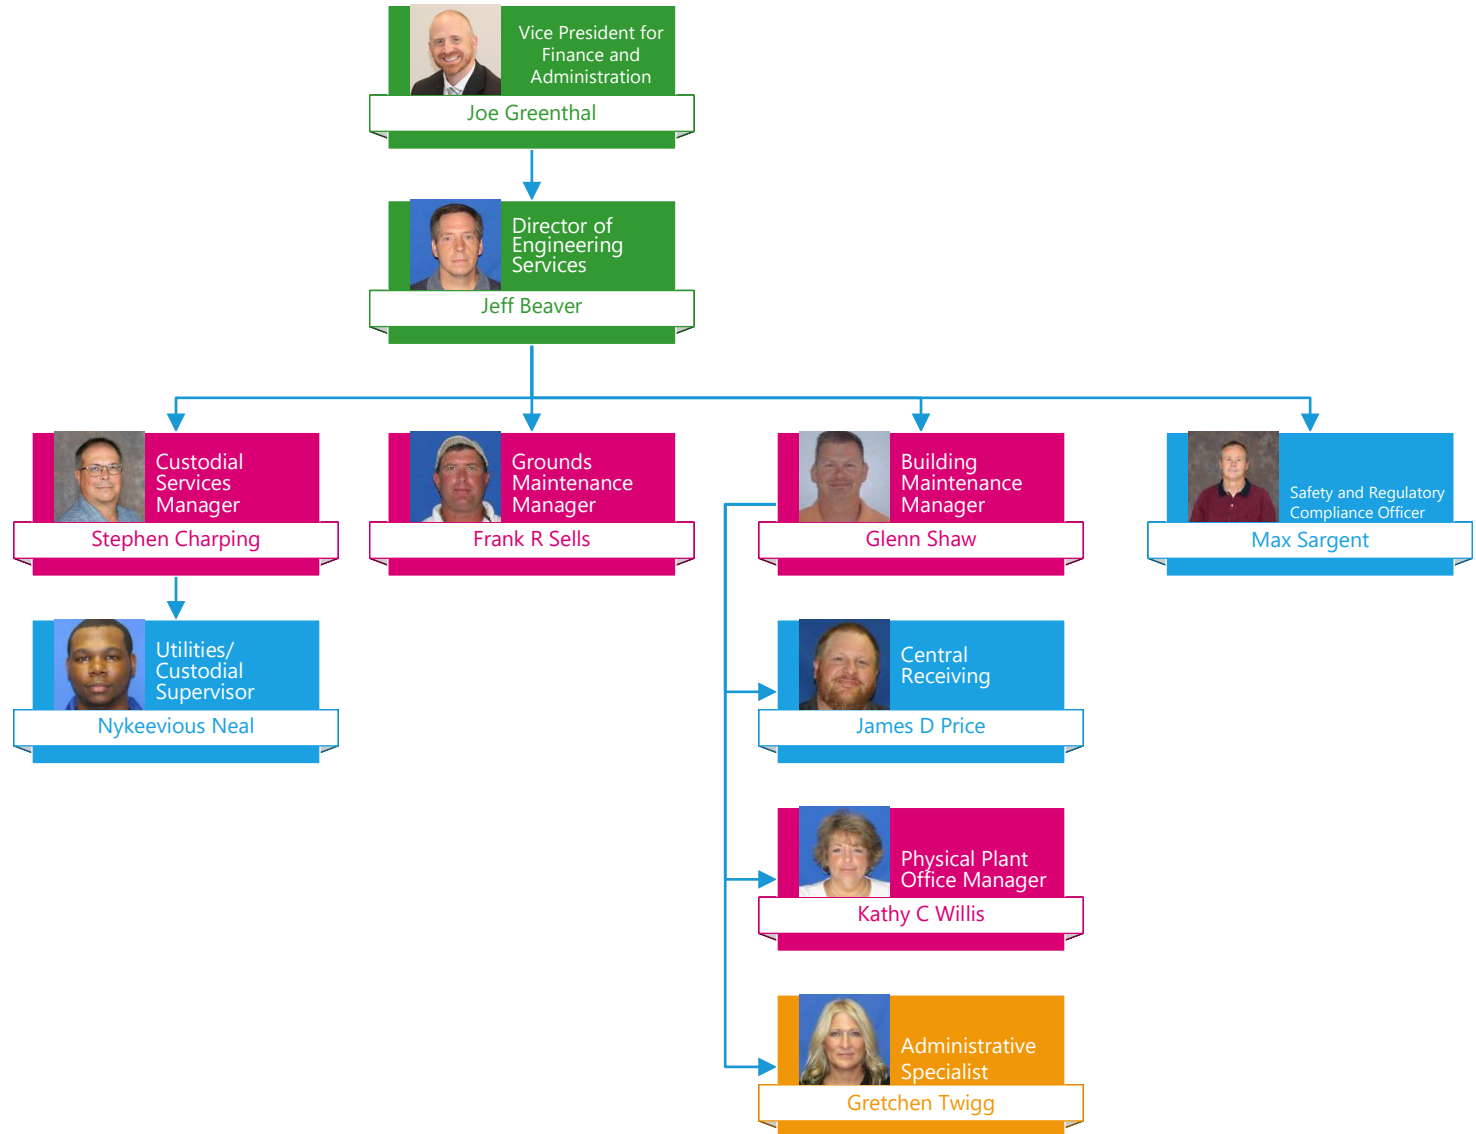 Vice President for
Finance and
Administration
Joe Greenthal
Director of
Engineering
Services
Jeff Beaver
Custodial
Services
Manager
Stephen Charping
Grounds
Maintenance
Manager
Frank R Sells
Building
Maintenance
Manager
Glenn Shaw
Safety and Regulatory
Compliance Officer
Max Sargent
Utilities/
Custodial
Supervisor
Nykeevious Neal
Central
Receiving
James D Price
Physical Plant
Office Manager
Kathy C Willis
Administrative
Specialist
Gretchen Twigg